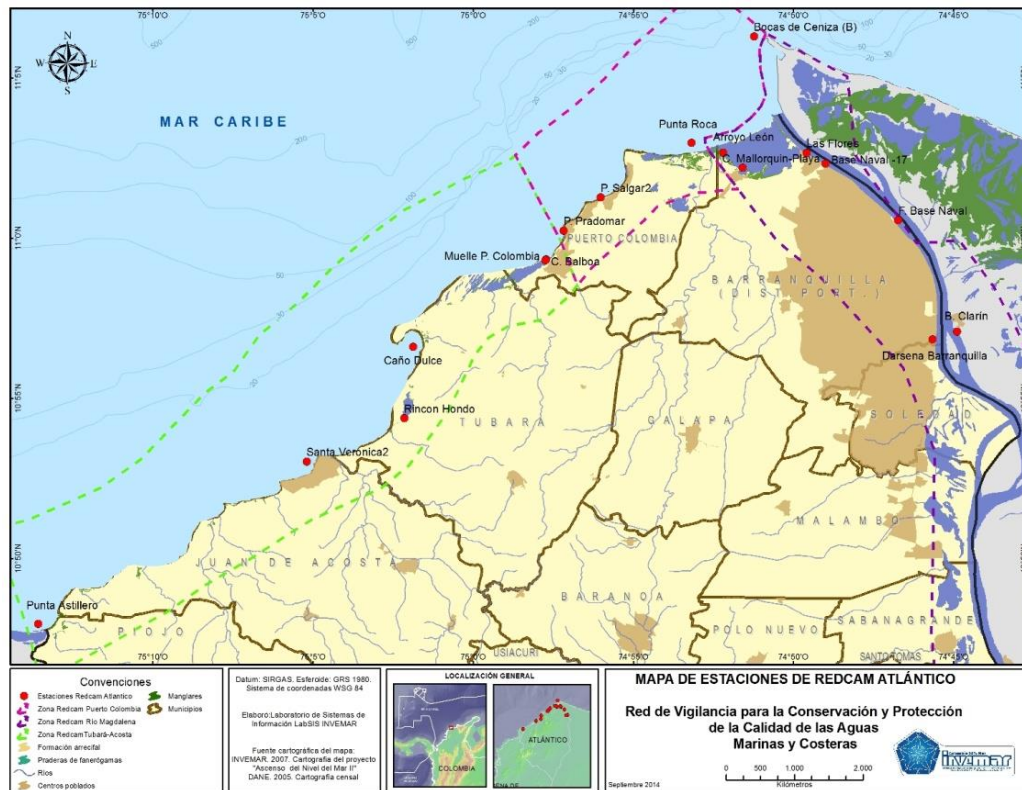 75°10'O
75°5'O
75°0'O
74°55'O
74°50'O
74°45'O
11°5'N
11°0'N
10°55'N
10°50'N
N
W
E
S
MAR CARIBE
500
500
200
100
50
20
Bocas de Ceniza (B)
Punta Roca
Arroyo León
Las Flores
C. Mallorquin-Playa
Base Naval -17
P. Salgar2
F. Base Naval
P. Pradomar
PUERTO COLOMBIA
Muelle P. Colombia
C. Balboa
BARRANQUILLA
(DIST. PORT.)
B. Clarín
Darsena Barranquilla
Caño Dulce
Rincon Hondo
TUBARA
GALAPA
SOLEDAD
Santa Verónica2
MALAMBO
JUAN DE ACOSTA
BARANOA
Punta Astillero
PIOJO
POLO NUEVO
SABANAGRANDE
USIACURI
SANTO TOMAS
75°10'O
75°5'O
75°0'O
74°55'O
74°50'O
74°45'O
Convenciones
Estaciones Redcam Atlantico
Zona Redcam Puerto Colombia
Zona Redcam Río Magdalena
Zona RedcamTubará-Acosta
Formación arrecifal
Praderas de fanerógamas
Ríos
Centros poblados
Manglares
Municipios
Datum: SIRGAS. Esferoide: GRS 1980.
Sistema de coordenadas WSG 84
Elaboró:Laboratorio de Sistemas de
Información LabSIS INVEMAR
Fuente cartográfica del mapa:
INVEMAR. 2007. Cartografía del proyecto
"Ascenso del Nivel del Mar II"
DANE. 2005. Cartografía censal
LOCALIZACIÓN GENERAL
COLOMBIA
ATLÁNTICO
MAPA DE ESTACIONES DE REDCAM ATLÁNTICO
Red de Vigilancia para la Conservación y Protección
de la Calidad de las Aguas
Marinas y Costeras
0 500 1.000 2.000
Kilómetros
Septiembre 2014
invemar